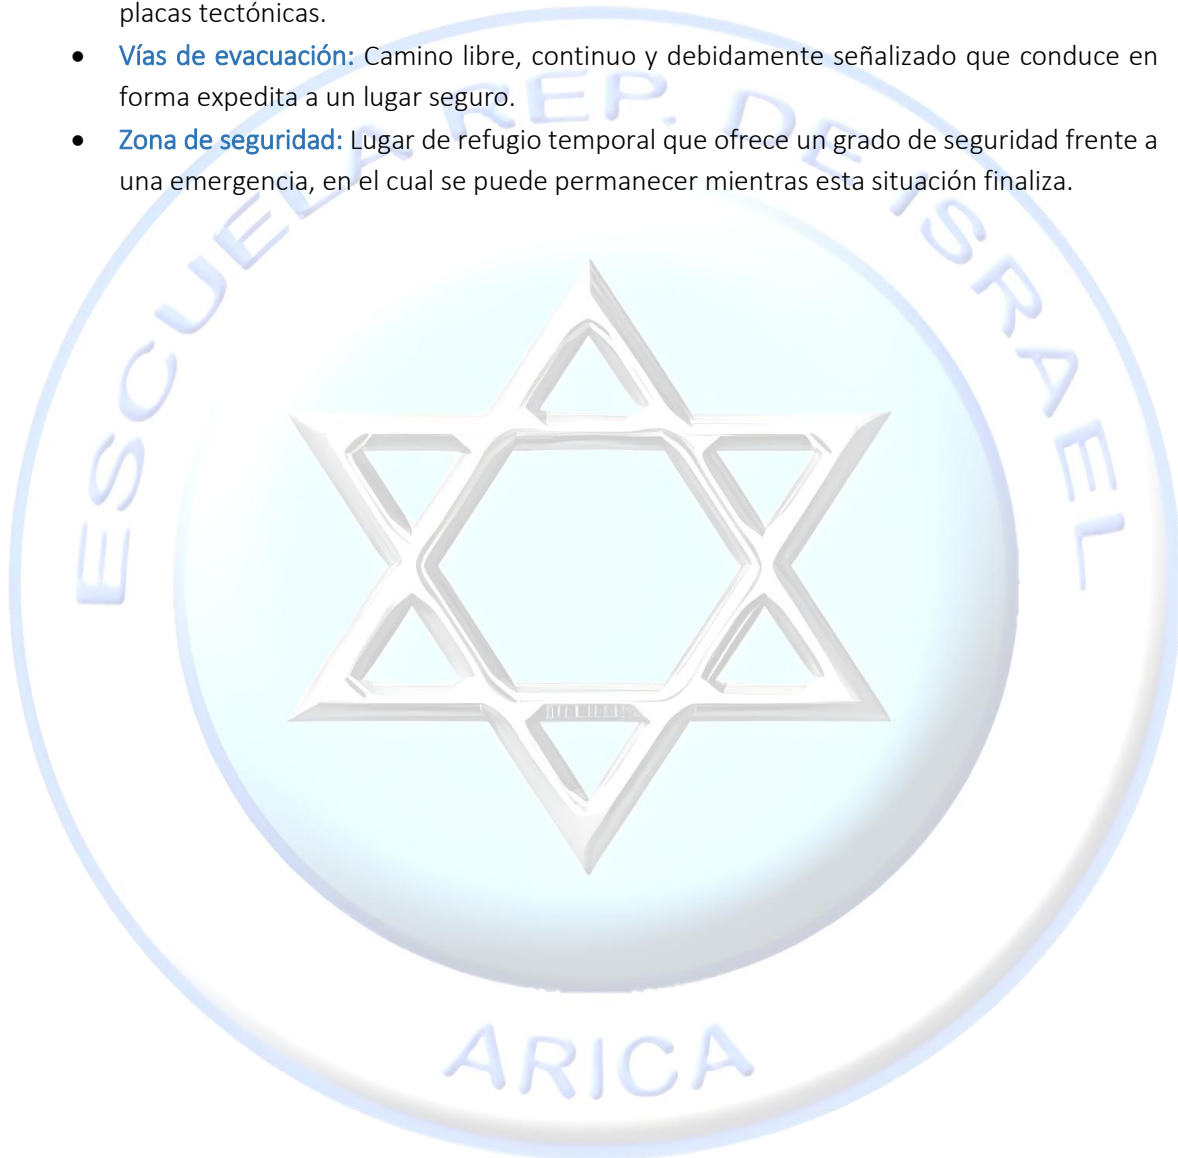 placas tectónicas.
• Vías de evacuación: Camino libre, continuo y debidamente señalizado que conduce en
forma expedita a un lugar seguro.
• Zona de seguridad: Lugar de refugio temporal que ofrece un grado de seguridad frente a
una emergencia, en el cual se puede permanecer mientras esta situación finaliza.
ESCUELA REP. DE ISRAEL
ARICA